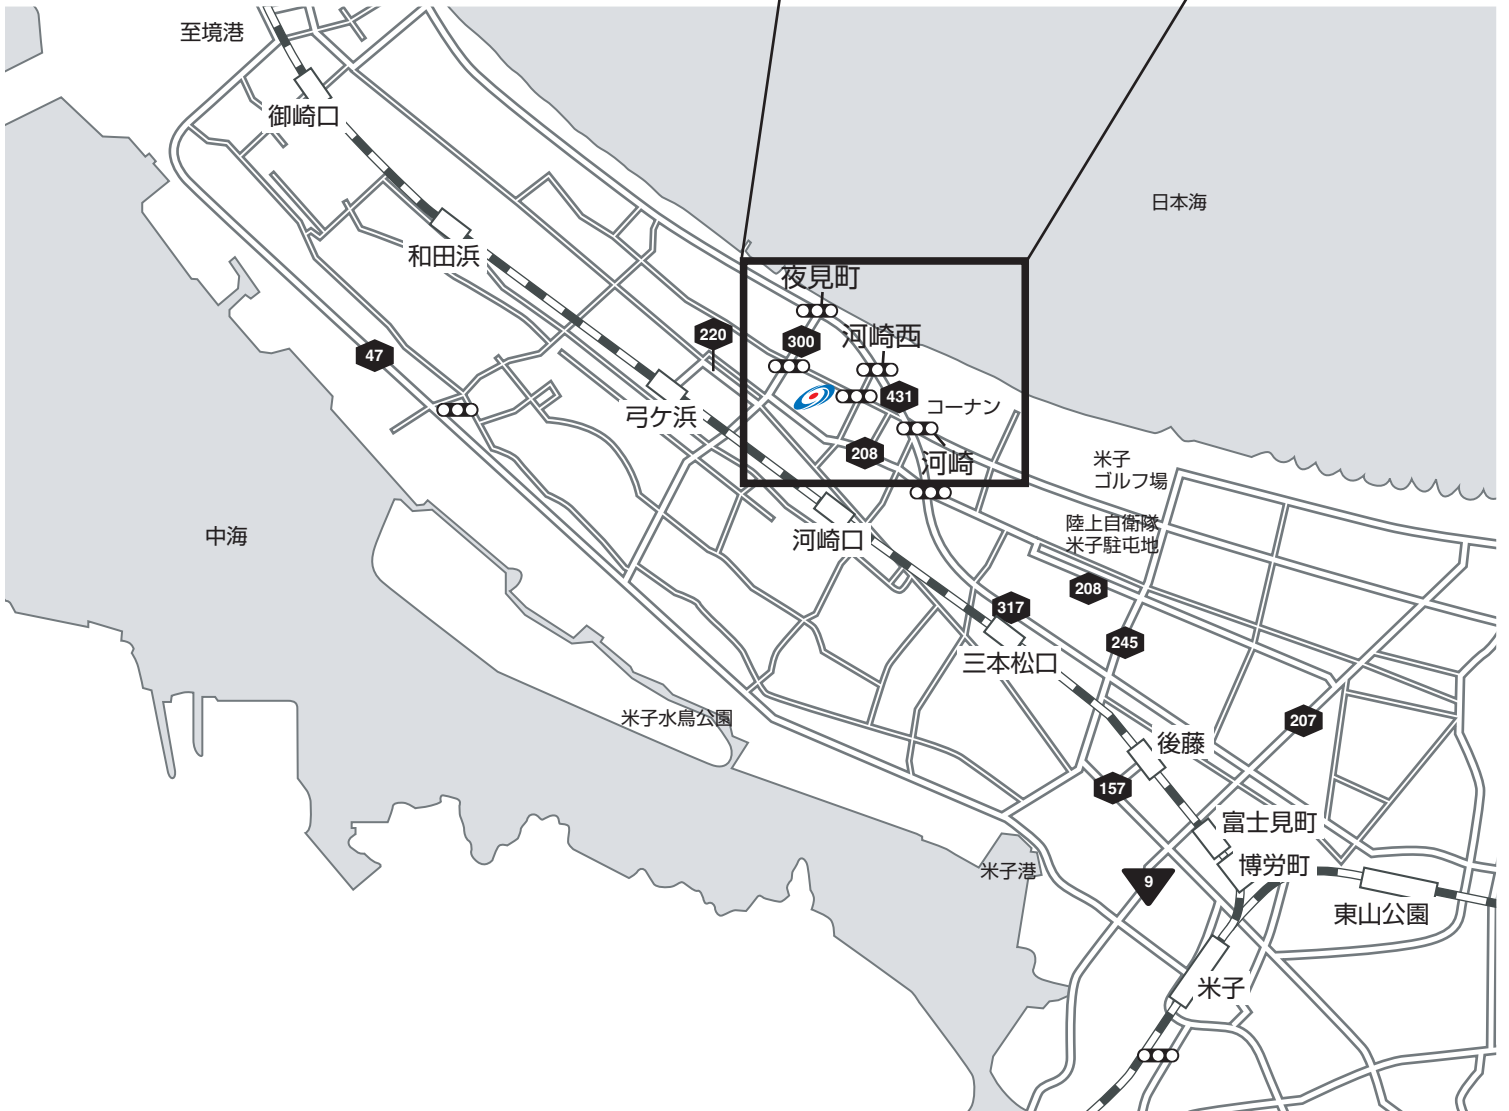 至境港
御崎口
日本海
和田浜
夜見町
220
300
河崎西
47
431
コーナン
弓ケ浜
208
河崎
米子
ゴルフ場
中海
河崎口
陸上自衛隊
米子駐屯地
208
317
245
三本松口
米子水鳥公園
207
後藤
157
富士見町
博労町
米子港
9
東山公園
米子